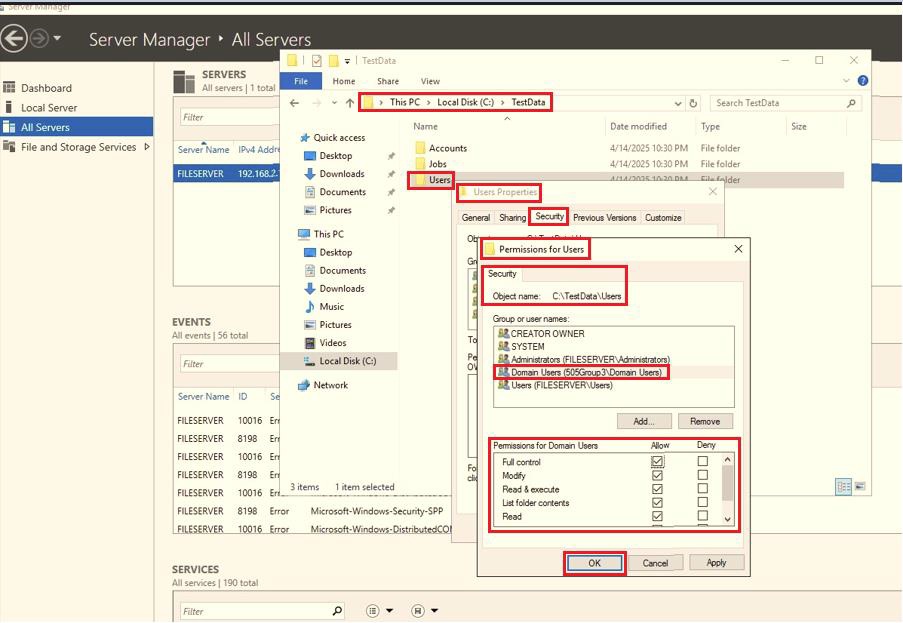 Server Manager
Server Manager ‣ All Servers
Dashboard
Local Server
All Servers
File and Storage Services
SERVERS
All servers | 1 total
Filter
Server Name IPv4 Addre
FILESERVER 192.168.2.
EVENTS
All events | 56 total
Filter
Server Name ID Se
FILESERVER 10016 Err
FILESERVER 8198 Err
FILESERVER 10016 Err
FILESERVER 8198 Err
FILESERVER 10016 Err
FILESERVER 8198 Error Microsoft-Windows-Security-SPP
FILESERVER 10016 Error Microsoft-Windows-DistributedCOM
SERVICES
All services | 190 total
Filter
TestData
File Home Share View
This PC > Local Disk (C:) > TestData
Search TestData
Quick access
Desktop
Downloads
Documents
Pictures
This PC
Desktop
Documents
Downloads
Music
Pictures
Videos
Local Disk (C:)
Network
Name Date modified Type Size
Accounts 4/14/2025 10:30 PM File folder
Jobs 4/14/2025 10:30 PM File folder
Users 4/14/2025 10:30 PM File folder
3 items 1 item selected
Users Properties
General Sharing Security Previous Versions Customize
Permissions for Users
Security
Object name: C:\TestData\Users
Group or user names:
CREATOR OWNER
SYSTEM
Administrators (FILESERVER\Administrators)
Domain Users (505Group3\Domain Users)
Users (FILESERVER\Users)
Add... Remove
Permissions for Domain Users Allow Deny
Full control
Modify
Read & execute
List folder contents
Read
OK Cancel Apply